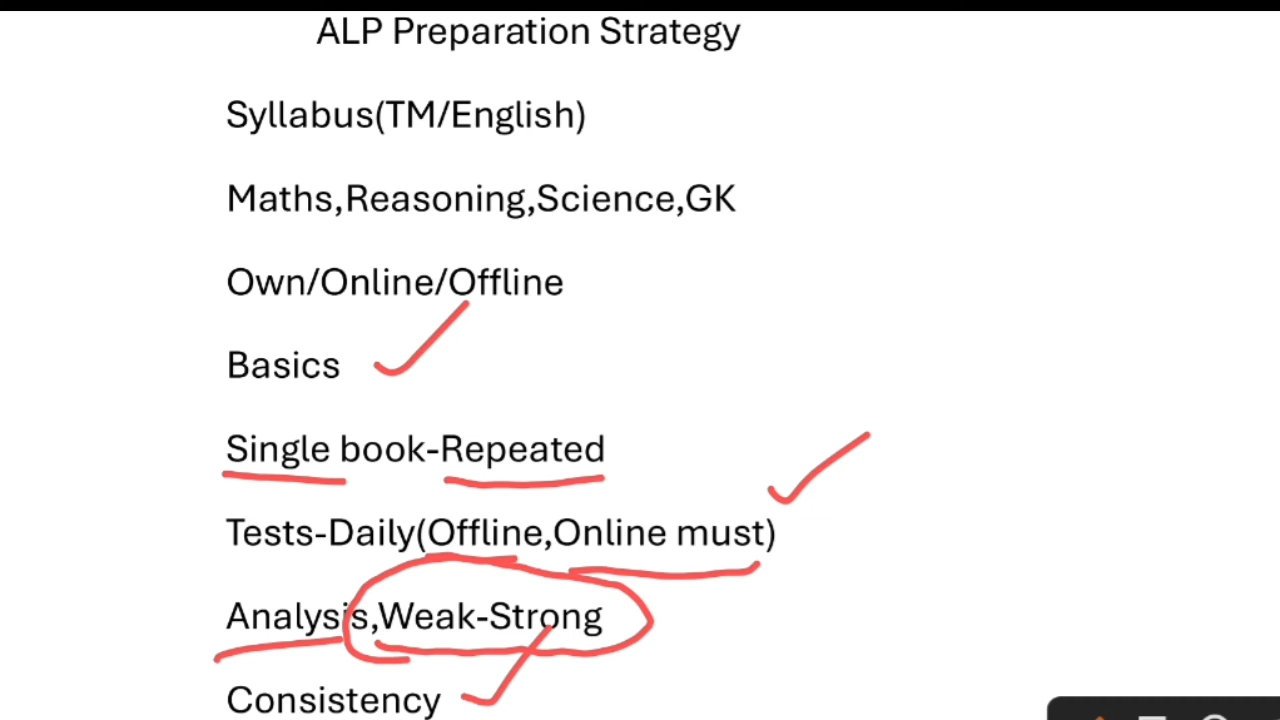 ALP Preparation Strategy
Syllabus(TM/English)
Maths,Reasoning,Science,GK
Own/Online/Offline
Basics
Single book-Repeated
Tests-Daily(Offline,Online must)
Analysis,Weak-Strong
Consistency